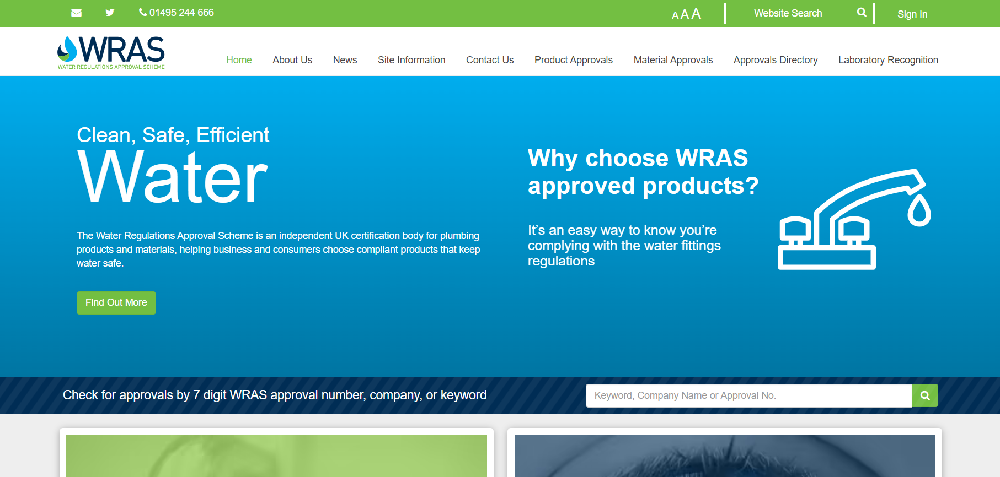 01495 244 666
A A A
Website Search
Sign In
WRAS
WATER REGULATIONS APPROVAL SCHEME
Home
About Us
News
Site Information
Contact Us
Product Approvals
Material Approvals
Approvals Directory
Laboratory Recognition
Clean, Safe, Efficient
Water
The Water Regulations Approval Scheme is an independent UK certification body for plumbing
products and materials, helping business and consumers choose compliant products that keep
water safe.
Find Out More
Why choose WRAS
approved products?
It’s an easy way to know you’re
complying with the water fittings
regulations
Check for approvals by 7 digit WRAS approval number, company, or keyword
Keyword, Company Name or Approval No.